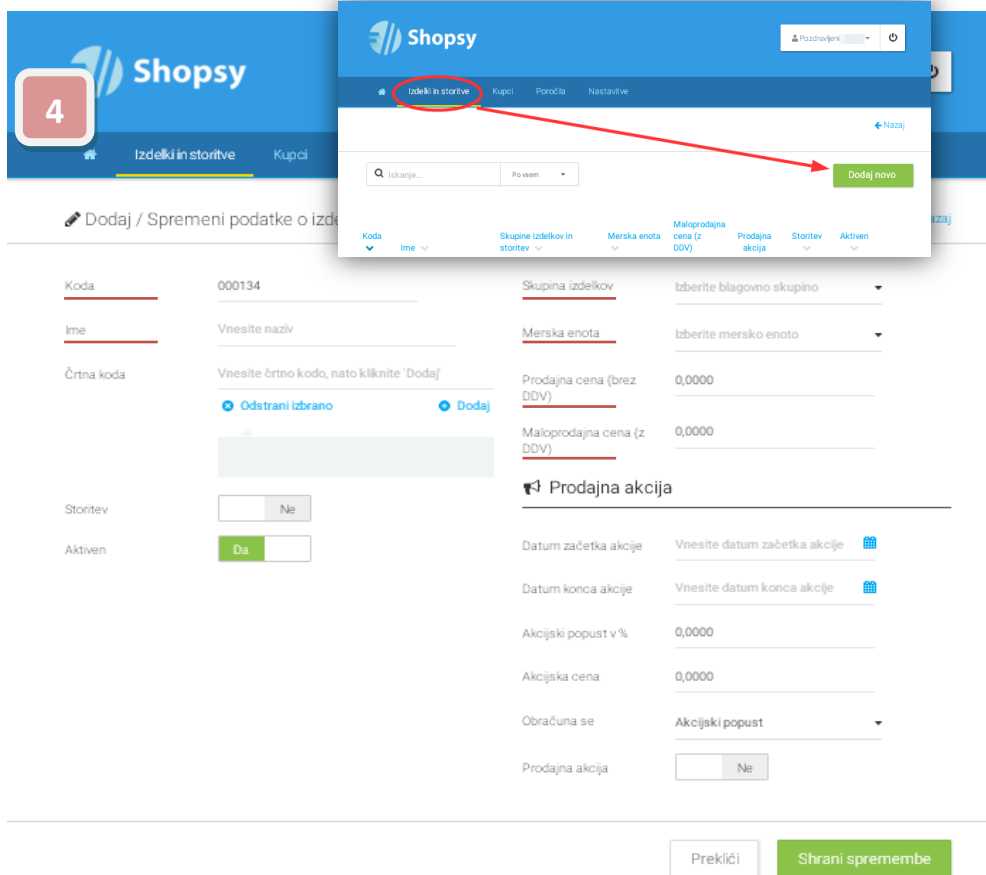 Shopsy
Pozdravljeni
Izdelki in storitve
Kupci
Poročila
Nastavitve
Nazaj
Iskanje...
Po vsem
Dodaj novo
Koda
Ime
Skupine izdelkov in
storitev
Merska enota
Maloprodajna
cena (z
DDV)
Prodajna
akcija
Storitev
Aktiven
Shopsy
4
Izdelki in storitve
Kupci
Dodaj / Spremeni podatke o izde
azaj
Koda
000134
Ime
Vnesite naziv
Črtna koda
Vnesite črtno kodo, nato kliknite 'Dodaj'
Odstrani izbrano
Dodaj
Storitev
Ne
Aktiven
Da
Skupina izdelkov
Izberite blagovno skupino
Merska enota
Izberite mersko enoto
Prodajna cena (brez
DDV)
0,0000
Maloprodajna cena (z
DDV)
0,0000
Prodajna akcija
Datum začetka akcije
Vnesite datum začetka akcije
Datum konca akcije
Vnesite datum konca akcije
Akcijski popust v %
0,0000
Akcijska cena
0,0000
Obračuna se
Akcijski popust
Prodajna akcija
Ne
Prekliči
Shrani spremembe